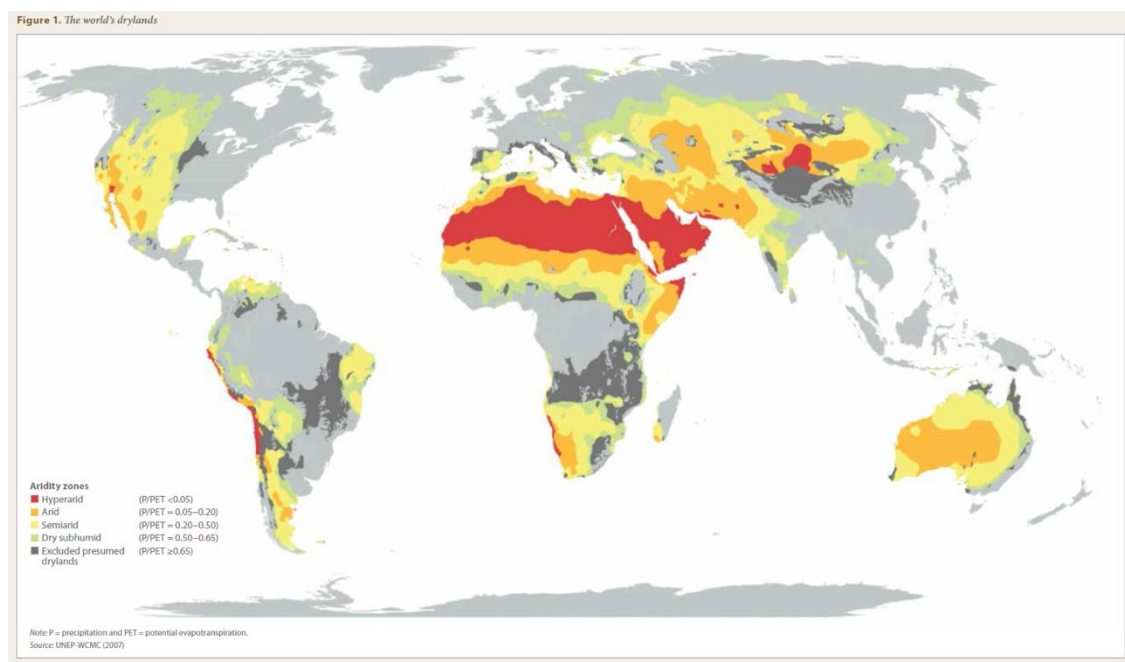 Figure 1. The world's drylands
Aridity zones
Hyperarid (P/PET <0.05)
Arid (P/PET = 0.05–0.20)
Semiarid (P/PET = 0.20–0.50)
Dry subhumid (P/PET = 0.50–0.65)
Excluded presumed (P/PET ≥0.65)
drylands
Note: P = precipitation and PET = potential evapotranspiration.
Source: UNEP-WCMC (2007)